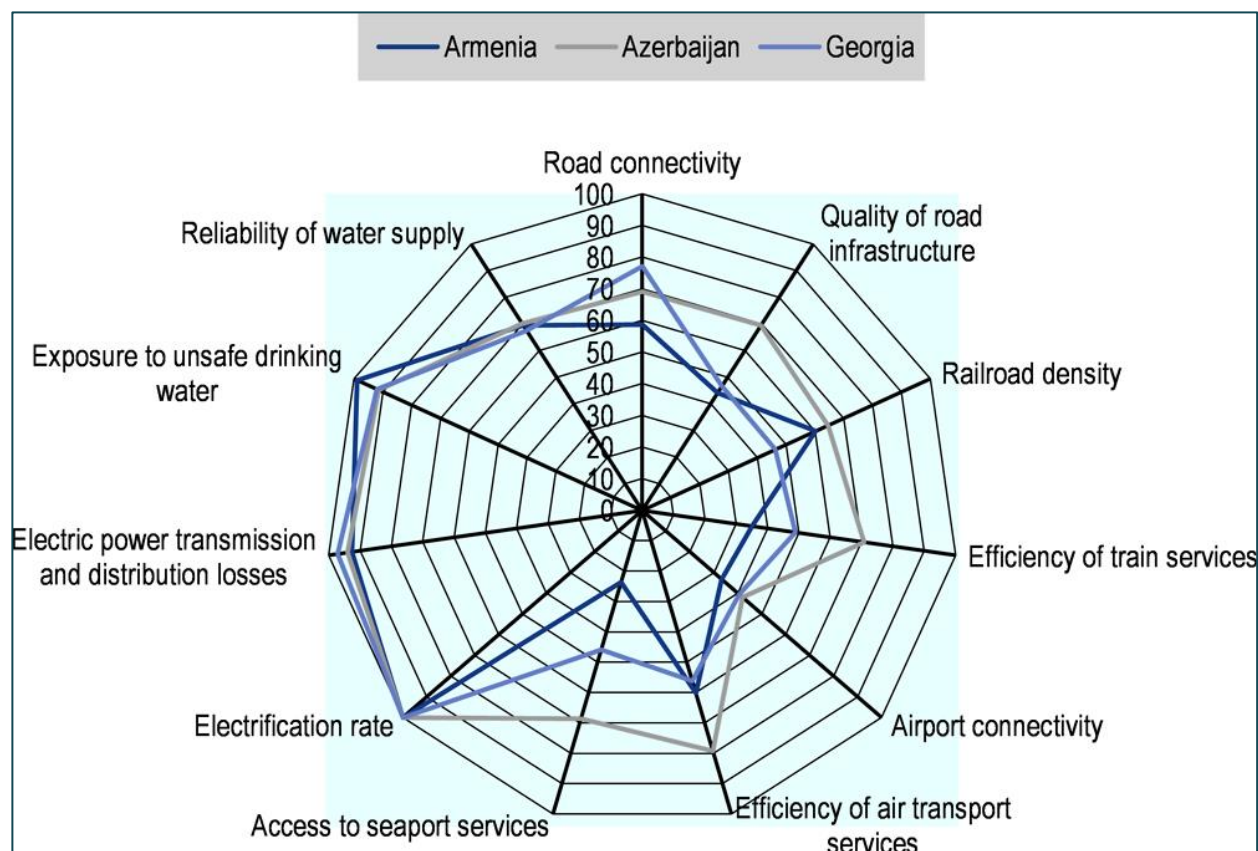 Armenia Azerbaijan Georgia
Road connectivity
Quality of road
infrastructure
Railroad density
Efficiency of train services
Airport connectivity
Efficiency of air transport
services
Access to seaport services
Electrification rate
Electric power transmission
and distribution losses
Exposure to unsafe drinking
water
Reliability of water supply
100
90
80
70
60
50
40
30
20
10
0